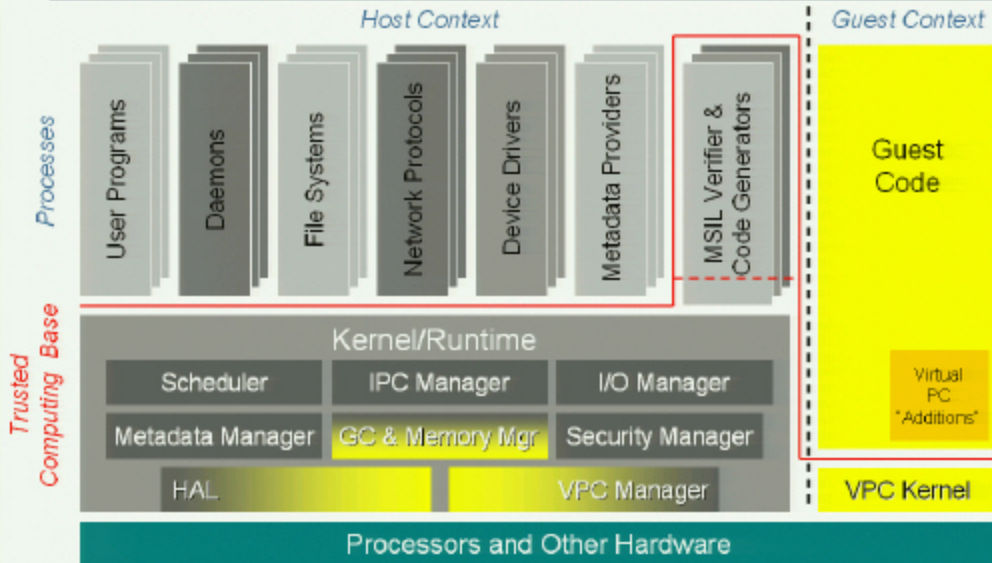 Host Context
Guest Context
Processes
User Programs
Daemons
File Systems
Network Protocols
Device Drivers
Metadata Providers
MSIL Verifier &
Code Generators
Guest
Code
Trusted
Computing Base
Kernel/Runtime
Scheduler
IPC Manager
I/O Manager
Metadata Manager
GC & Memory Mgr
Security Manager
HAL
VPC Manager
Virtual
PC
"Additions"
VPC Kernel
Processors and Other Hardware